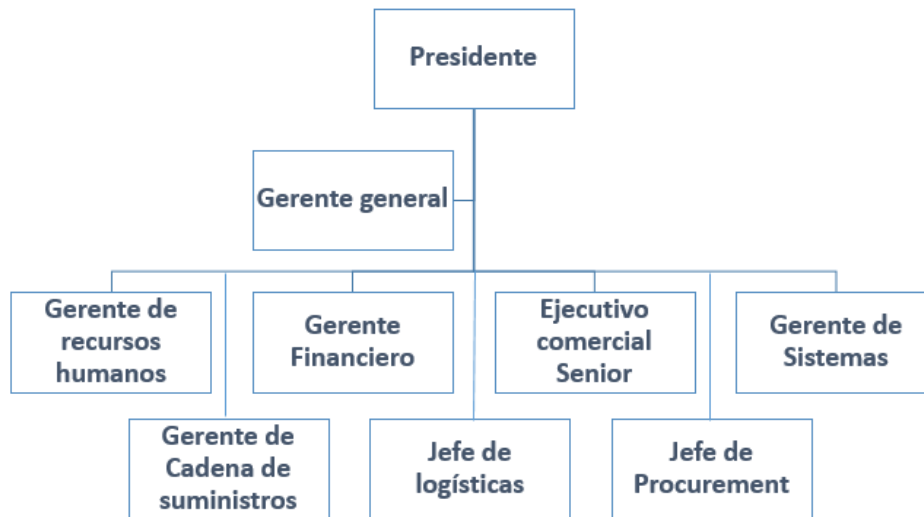 Presidente
Gerente general
Gerente de
recursos
humanos
Gerente
Financiero
Ejecutivo
comercial
Senior
Gerente de
Sistemas
Gerente de
Cadena de
suministros
Jefe de
logísticas
Jefe de
Procurement